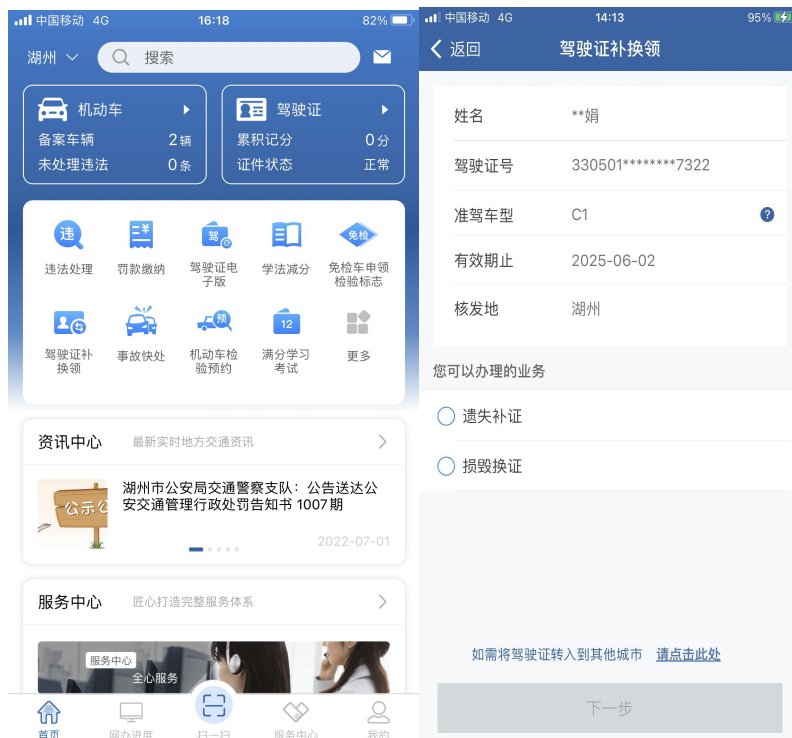 中国移动 4G 16:18 82%
湖州 搜索
机动车
备案车辆 2辆
未处理违法 0条
驾驶证
累积记分 0分
证件状态 正常
违
违法处理
罚款缴纳
驾
驾驶证电
子版
学法减分
免检
免检车申领
检验标志
驾驶证补
换领
事故快处
预
机动车检
验预约
12
满分学习
考试
更多
资讯中心 最新实时地方交通资讯
公示公
湖州市公安局交通警察支队：公告送达公
安交通管理行政处罚告知书 1007期
2022-07-01
服务中心 匠心打造完整服务体系
服务中心
全心服务
首页 网办进度 扫一扫 服务中心 我的
中国移动 4G 14:13 95%
返回 驾驶证补换领
姓名 **娟
驾驶证号 330501********7322
准驾车型 C1 ?
有效期止 2025-06-02
核发地 湖州
您可以办理的业务
遗失补证
损毁换证
如需将驾驶证转入到其他城市 请点击此处
下一步